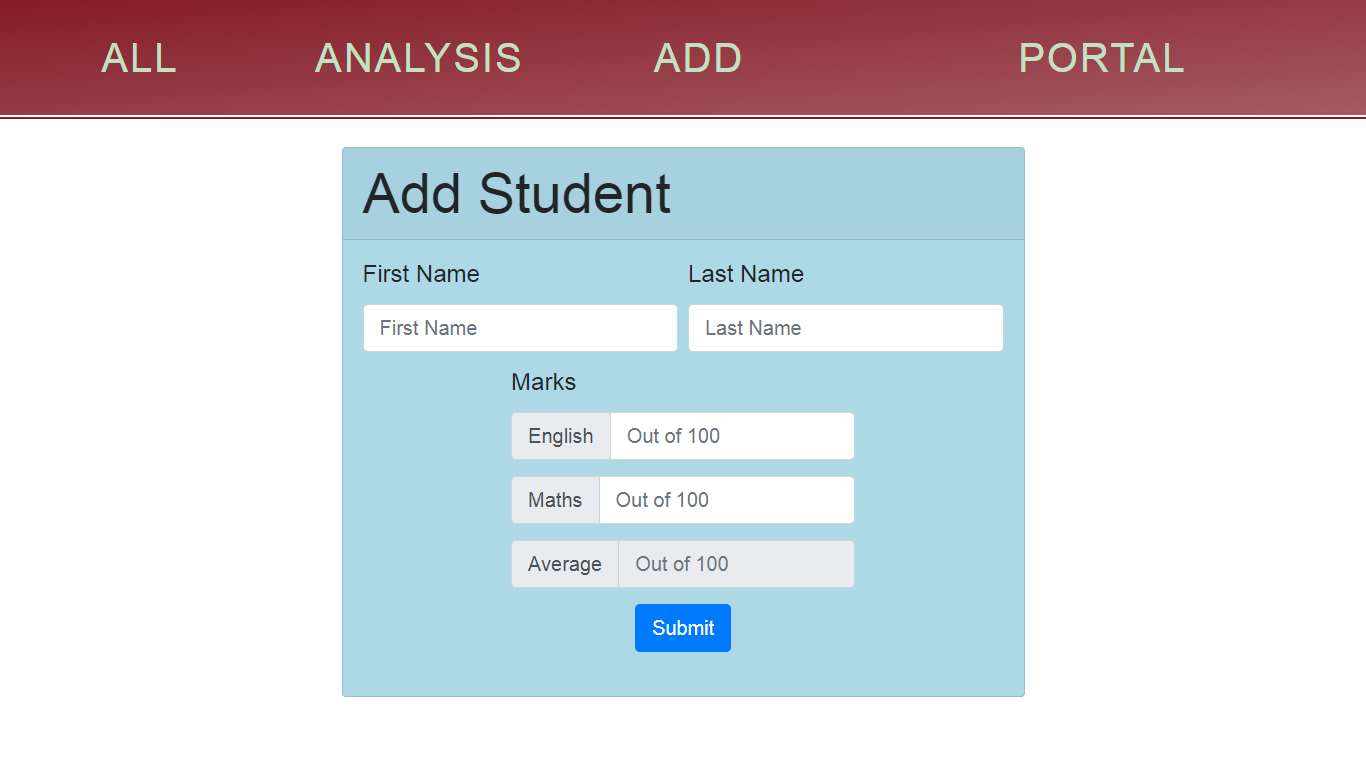 ALL ANALYSIS ADD PORTAL
Add Student
First Name Last Name
First Name Last Name
Marks
English Out of 100
Maths Out of 100
Average Out of 100
Submit